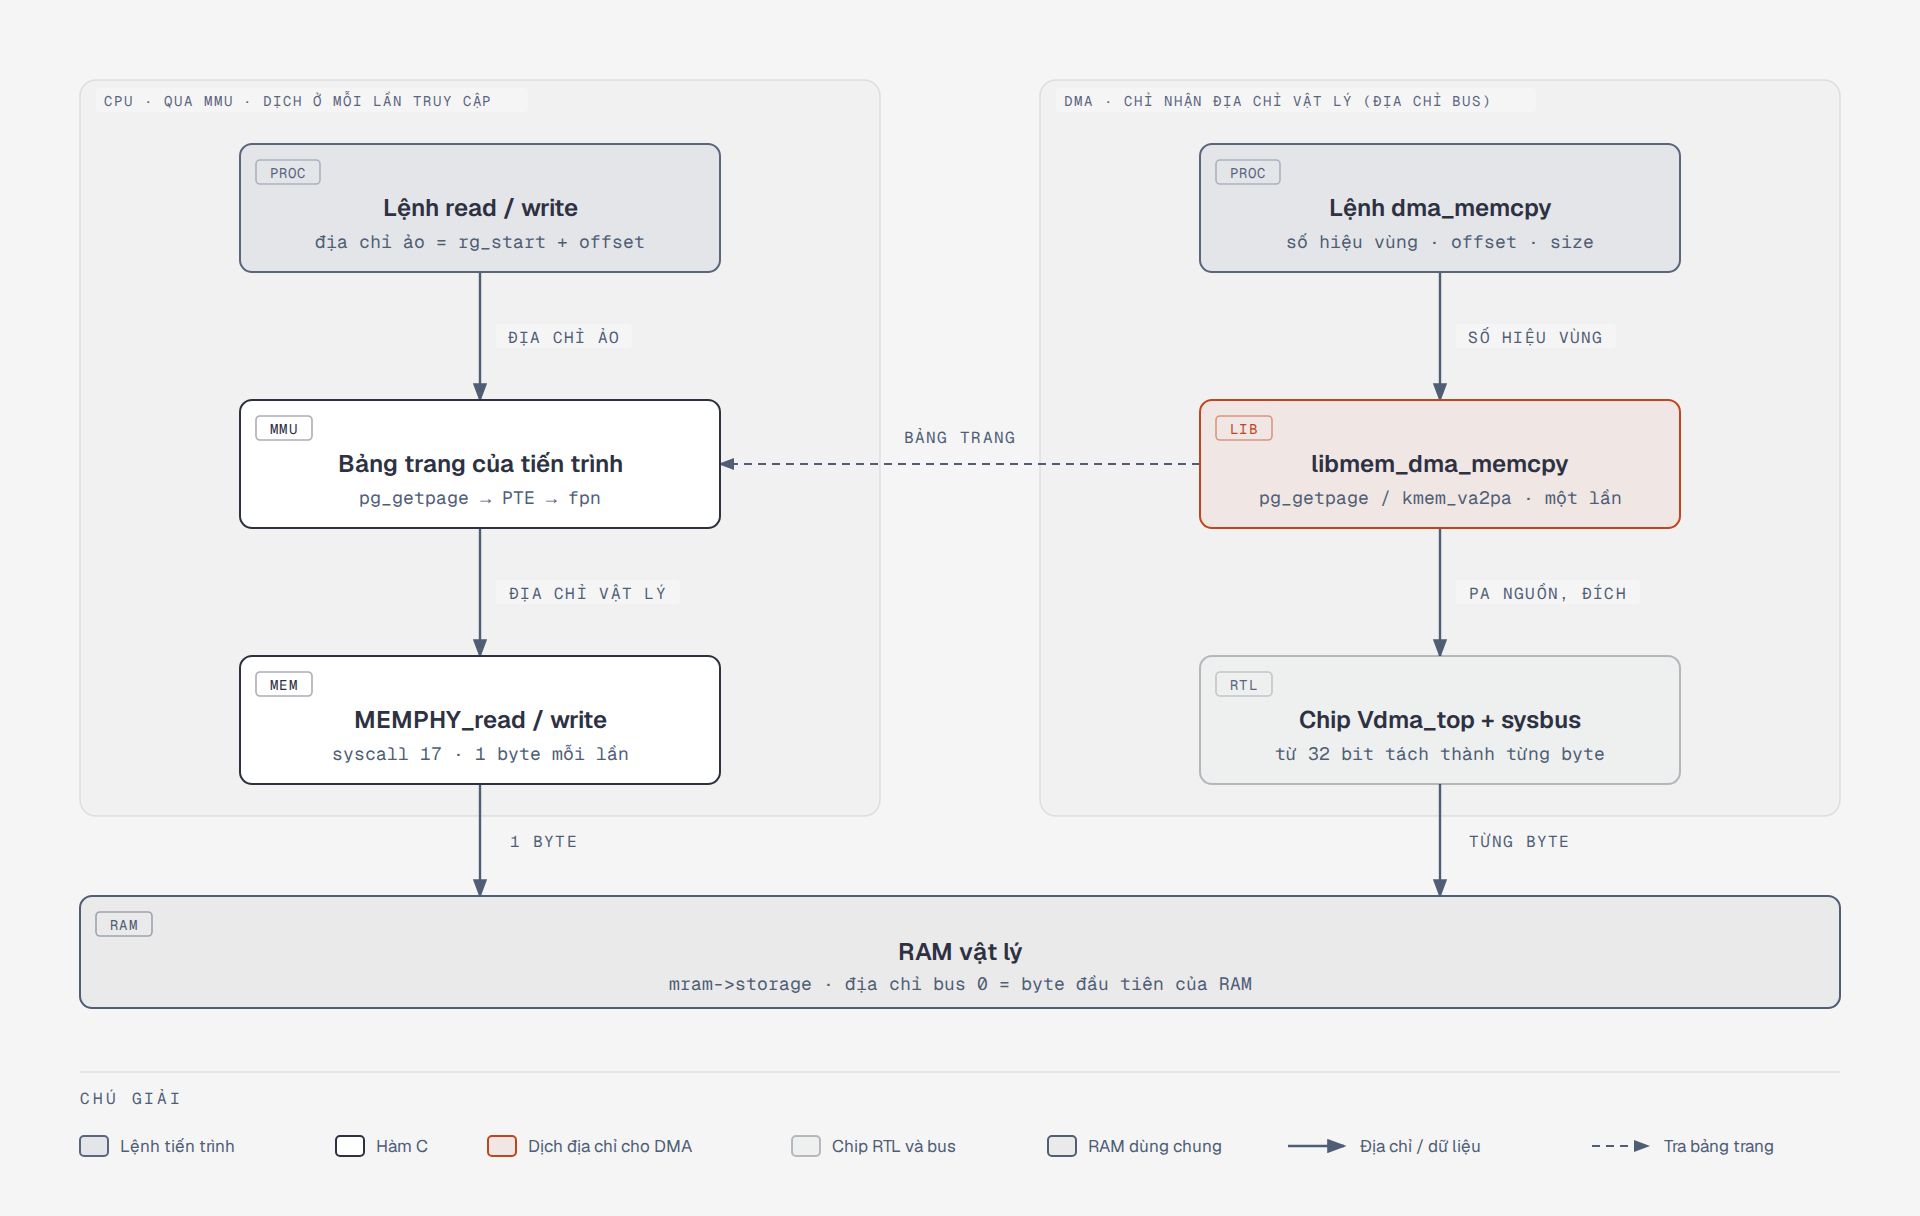 CPU · QUA MMU · DỊCH Ở MỖI LẦN TRUY CẬP
PROC
Lệnh read / write
địa chỉ ảo = rg_start + offset
ĐỊA CHỈ ẢO
MMU
Bảng trang của tiến trình
pg_getpage → PTE → fpn
ĐỊA CHỈ VẬT LÝ
MEM
MEMPHY_read / write
syscall 17 · 1 byte mỗi lần
1 BYTE
BẢNG TRANG
DMA · CHỈ NHẬN ĐỊA CHỈ VẬT LÝ (ĐỊA CHỈ BUS)
PROC
Lệnh dma_memcpy
số hiệu vùng · offset · size
SỐ HIỆU VÙNG
LIB
libmem_dma_memcpy
pg_getpage / kmem_va2pa · một lần
PA NGUỒN, ĐÍCH
RTL
Chip Vdma_top + sysbus
từ 32 bit tách thành từng byte
TỪNG BYTE
RAM
RAM vật lý
mram->storage · địa chỉ bus 0 = byte đầu tiên của RAM
CHÚ GIẢI
Lệnh tiến trình
Hàm C
Dịch địa chỉ cho DMA
Chip RTL và bus
RAM dùng chung
Địa chỉ / dữ liệu
Tra bảng trang